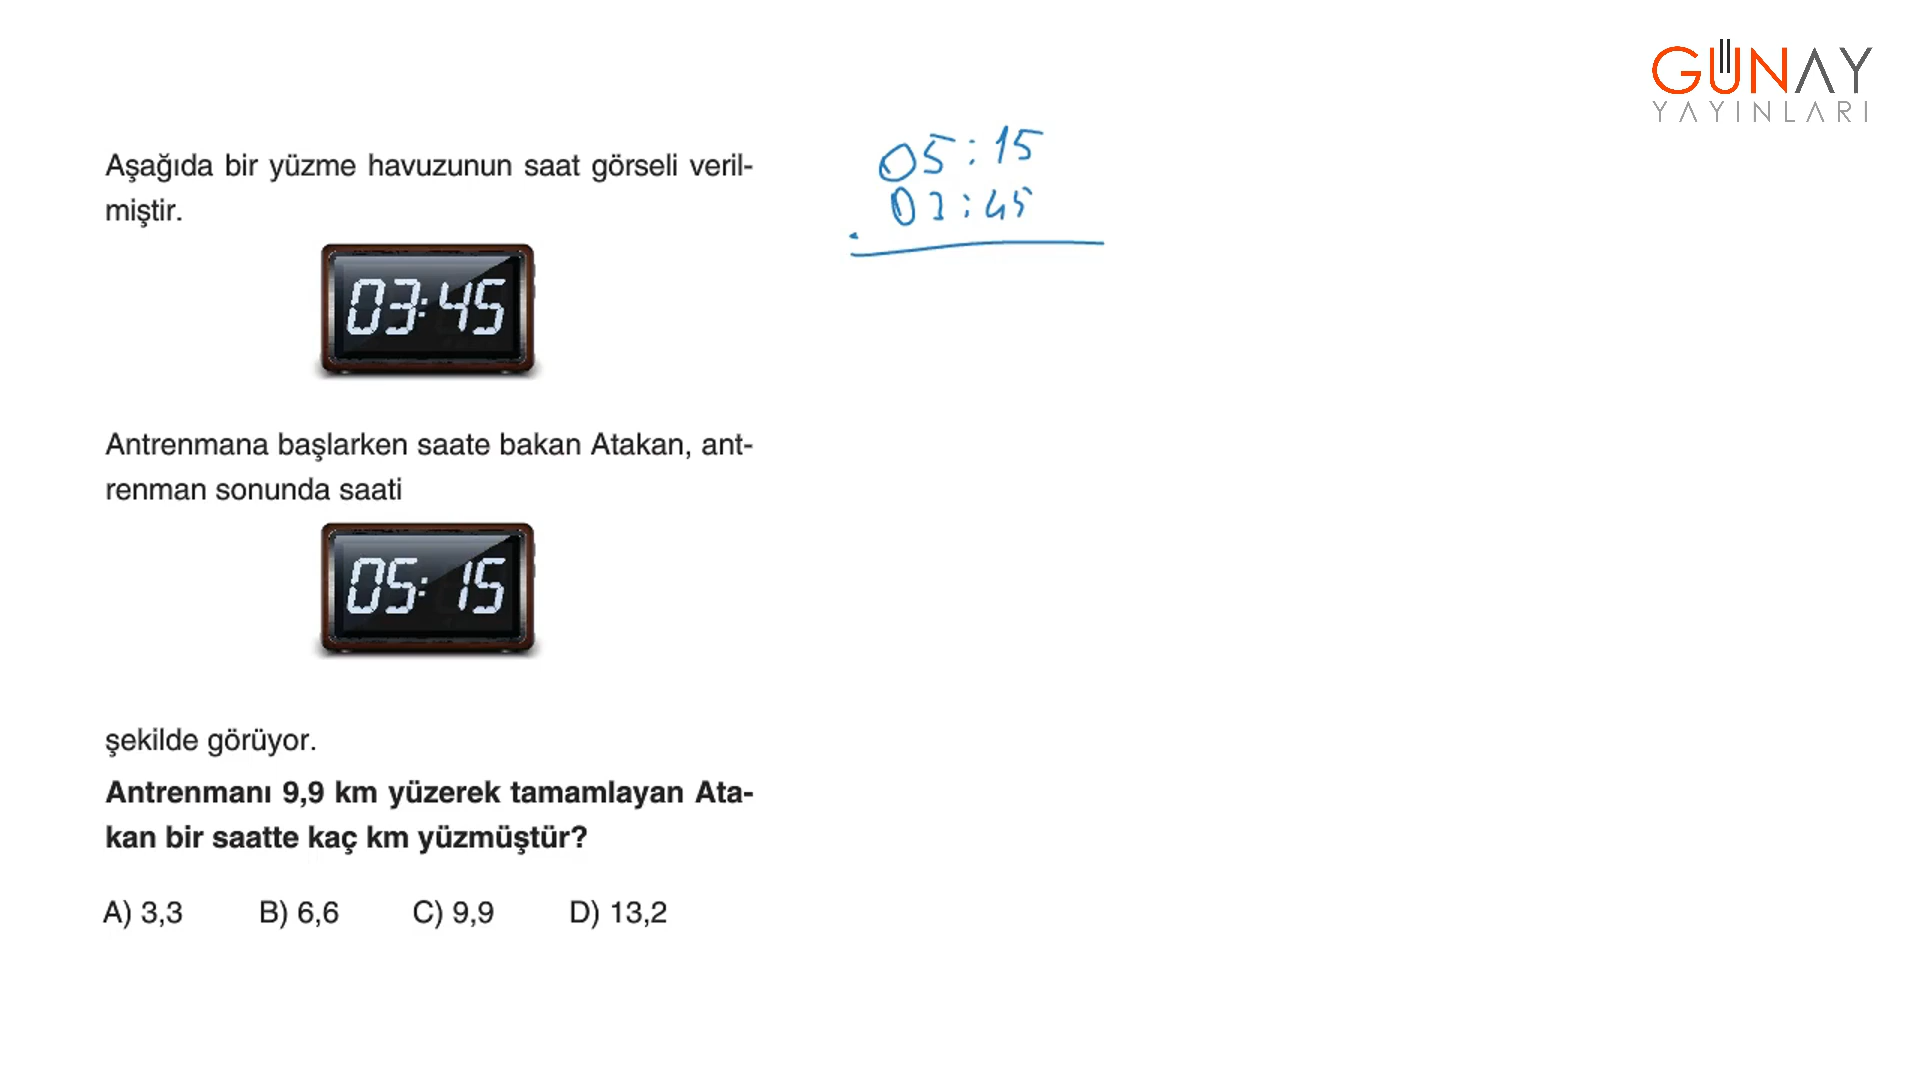 GÜNAY
YAYINLARI
Aşağıda bir yüzme havuzunun saat görseli veril-
miştir.
03:45
Antrenmana başlarken saate bakan Atakan, ant-
renman sonunda saati
05:15
şekilde görüyor.
Antrenmanı 9,9 km yüzerek tamamlayan Ata-
kan bir saatte kaç km yüzmüştür?
A) 3,3 B) 6,6 C) 9,9 D) 13,2
05:15
03:45